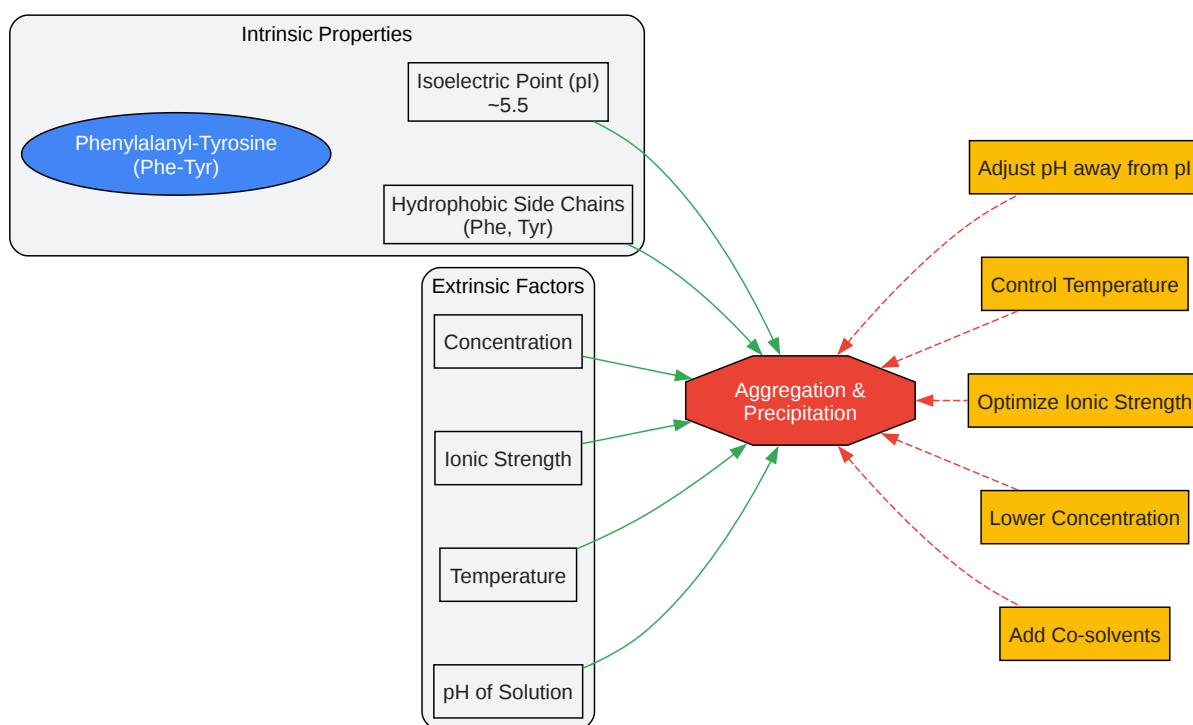 Intrinsic Properties
Phenylalanyl-Tyrosine
(Phe-Tyr)
Isoelectric Point (pI)
~5.5
Hydrophobic Side Chains
(Phe, Tyr)
Extrinsic Factors
Concentration
Ionic Strength
Temperature
pH of Solution
Aggregation &
Precipitation
Adjust pH away from pI
Control Temperature
Optimize Ionic Strength
Lower Concentration
Add Co-solvents